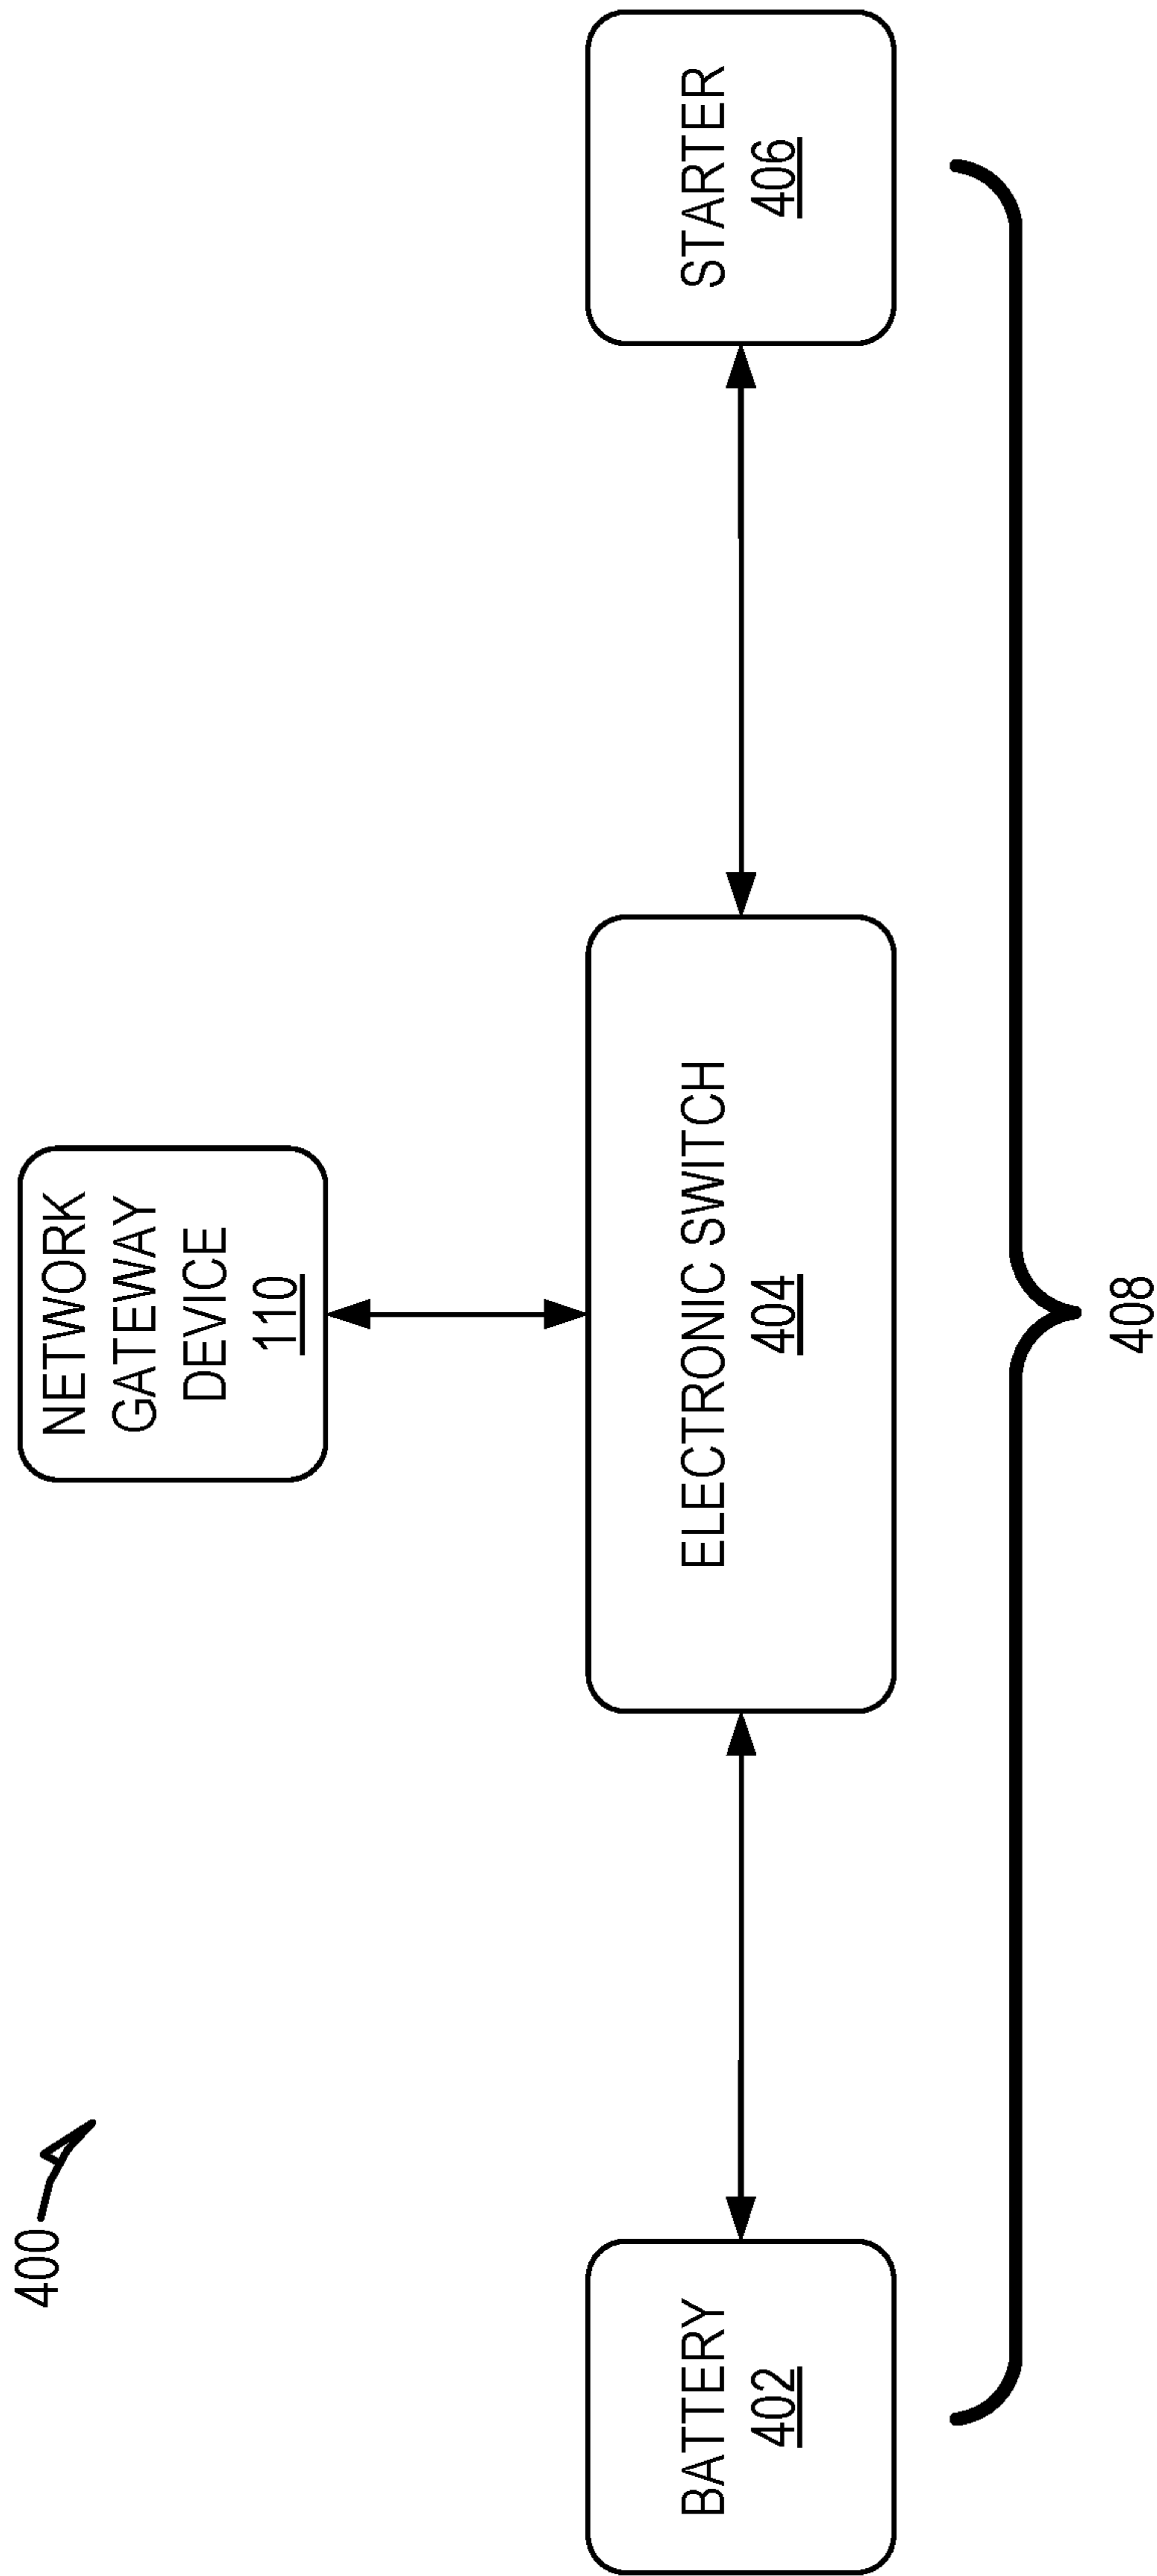 400
NETWORK
GATEWAY
DEVICE
110
BATTERY
402
ELECTRONIC SWITCH
404
STARTER
406
408